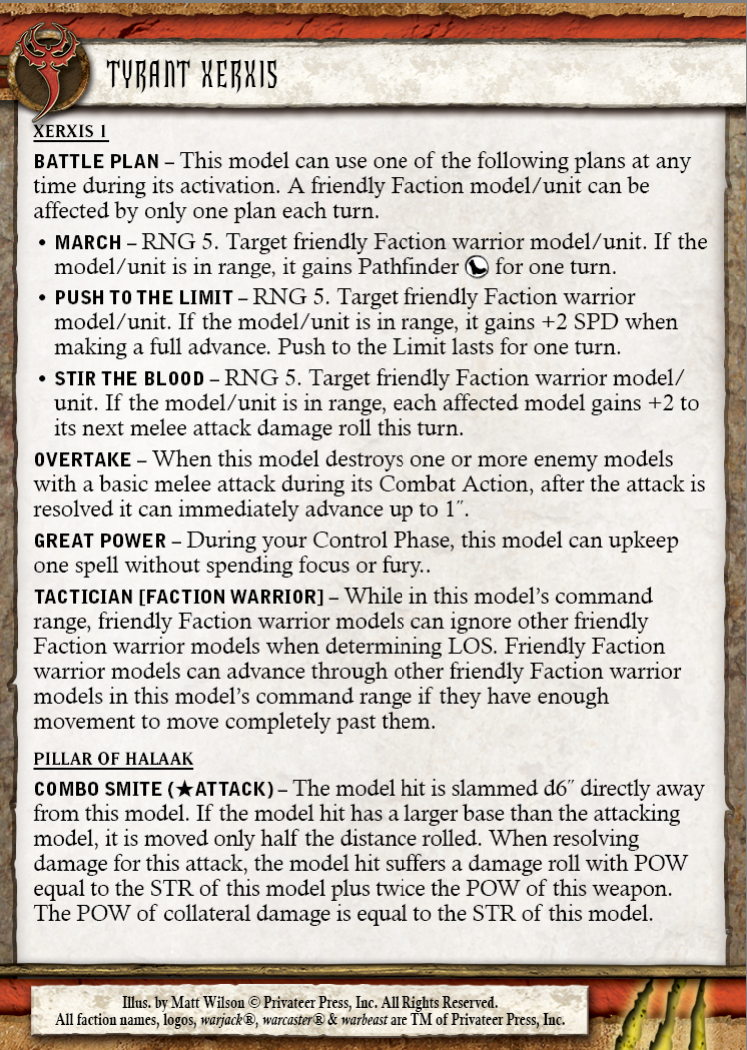 TYRANT XERXIS
XERXIS 1
BATTLE PLAN – This model can use one of the following plans at any
time during its activation. A friendly Faction model/unit can be
affected by only one plan each turn.
• MARCH – RNG 5. Target friendly Faction warrior model/unit. If the
model/unit is in range, it gains Pathfinder for one turn.
• PUSH TO THE LIMIT – RNG 5. Target friendly Faction warrior
model/unit. If the model/unit is in range, it gains +2 SPD when
making a full advance. Push to the Limit lasts for one turn.
• STIR THE BLOOD – RNG 5. Target friendly Faction warrior model/
unit. If the model/unit is in range, each affected model gains +2 to
its next melee attack damage roll this turn.
OVERTAKE – When this model destroys one or more enemy models
with a basic melee attack during its Combat Action, after the attack is
resolved it can immediately advance up to 1˝.
GREAT POWER – During your Control Phase, this model can upkeep
one spell without spending focus or fury..
TACTICIAN [FACTION WARRIOR] – While in this model's command
range, friendly Faction warrior models can ignore other friendly
Faction warrior models when determining LOS. Friendly Faction
warrior models can advance through other friendly Faction warrior
models in this model's command range if they have enough
movement to move completely past them.
PILLAR OF HALAAK
COMBO SMITE (★ATTACK) – The model hit is slammed d6˝ directly away
from this model. If the model hit has a larger base than the attacking
model, it is moved only half the distance rolled. When resolving
damage for this attack, the model hit suffers a damage roll with POW
equal to the STR of this model plus twice the POW of this weapon.
The POW of collateral damage is equal to the STR of this model.
Illus. by Matt Wilson © Privateer Press, Inc. All Rights Reserved.
All faction names, logos, warjack®, warcaster® & warbeast are TM of Privateer Press, Inc.